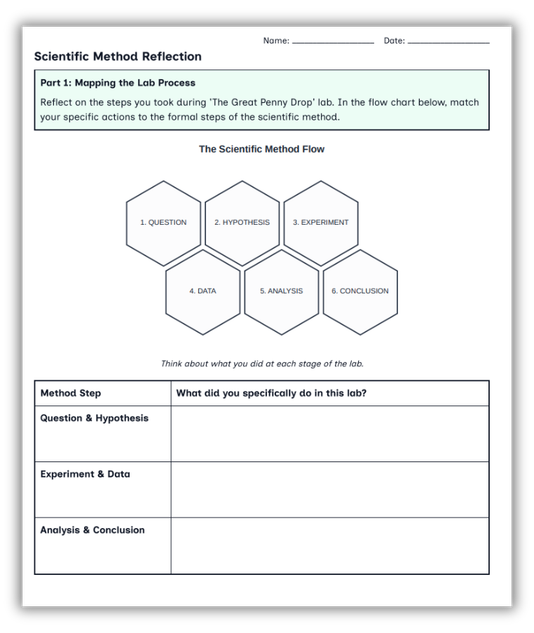 Name: ____________ Date: ____________
Scientific Method Reflection
Part 1: Mapping the Lab Process
Reflect on the steps you took during 'The Great Penny Drop' lab. In the flow chart below, match
your specific actions to the formal steps of the scientific method.
The Scientific Method Flow
1. QUESTION 2. HYPOTHESIS 3. EXPERIMENT
4. DATA 5. ANALYSIS 6. CONCLUSION
Think about what you did at each stage of the lab.
Method Step What did you specifically do in this lab?
Question & Hypothesis
Experiment & Data
Analysis & Conclusion